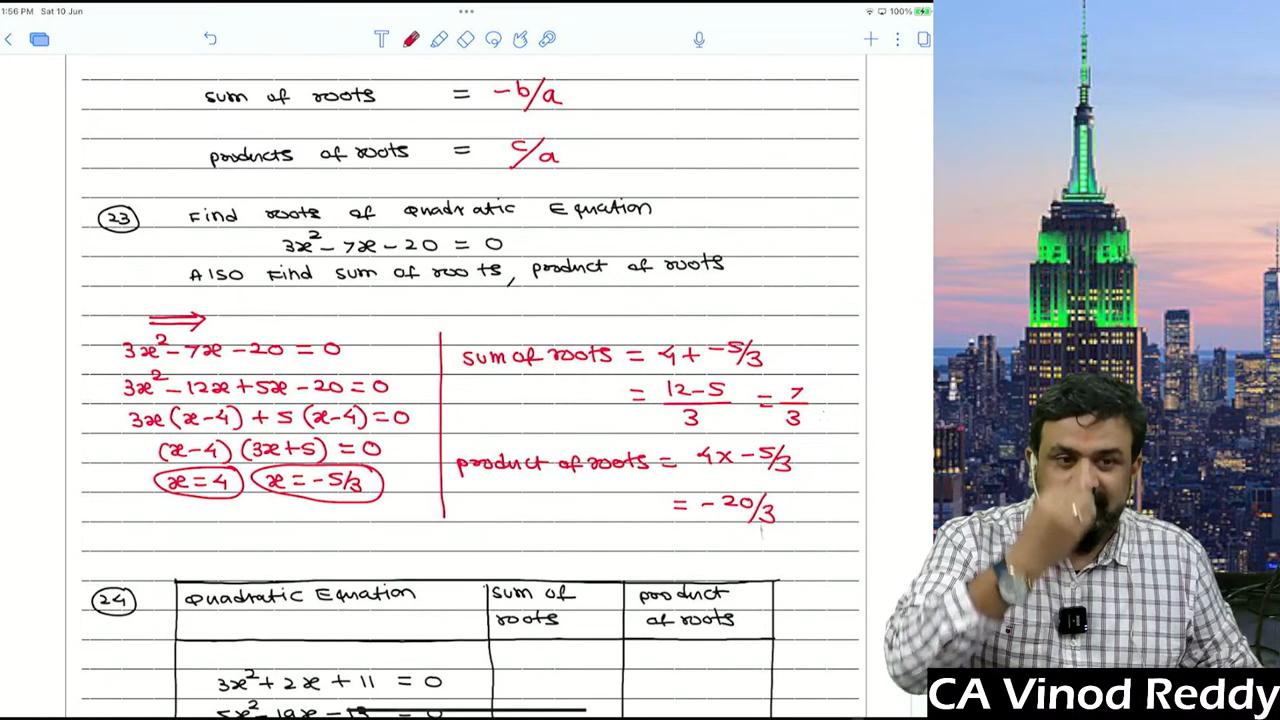 1:56 PM Sat 10 Jun
100%
sum of roots = -b/a
products of roots = c/a
23 Find roots of Quadratic Equation
3x² - 7x - 20 = 0
Also Find sum of roots, product of roots
3x² - 7x - 20 = 0
3x² - 12x + 5x - 20 = 0
3x (x-4) + 5 (x-4) = 0
(x-4) (3x+5) = 0
x = 4 x = -5/3
sum of roots = 4 + -5/3
= 12-5/3 = 7/3
product of roots = 4x -5/3
= -20/3
24 Quadratic Equation sum of roots product of roots
3x² + 2x + 11 = 0
CA Vinod Reddy